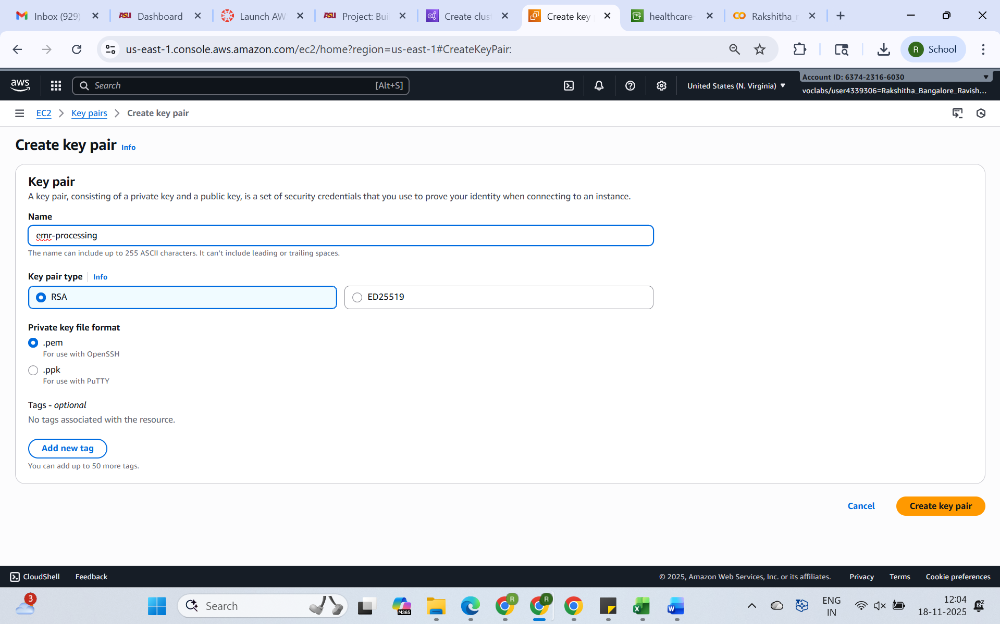 Inbox (929)
Dashboard
Launch AW
Project: Bui
Create clus
Create key
healthcare-
Rakshitha_r
us-east-1.console.aws.amazon.com/ec2/home?region=us-east-1#CreateKeyPair:
R School
aws
Search [Alt+S]
United States (N. Virginia)
Account ID: 6374-2316-6030
voclabs/user4339306=Rakshitha_Bangalore_Ravish...
EC2 > Key pairs > Create key pair
Create key pair Info
Key pair
A key pair, consisting of a private key and a public key, is a set of security credentials that you use to prove your identity when connecting to an instance.
Name
emr-processing
The name can include up to 255 ASCII characters. It can't include leading or trailing spaces.
Key pair type Info
RSA
ED25519
Private key file format
.pem
For use with OpenSSH
.ppk
For use with PuTTY
Tags - optional
No tags associated with the resource.
Add new tag
You can add up to 50 more tags.
Cancel
Create key pair
CloudShell Feedback
© 2025, Amazon Web Services, Inc. or its affiliates. Privacy Terms Cookie preferences
3
Search
M365
R
R
ENG
IN
12:04
18-11-2025